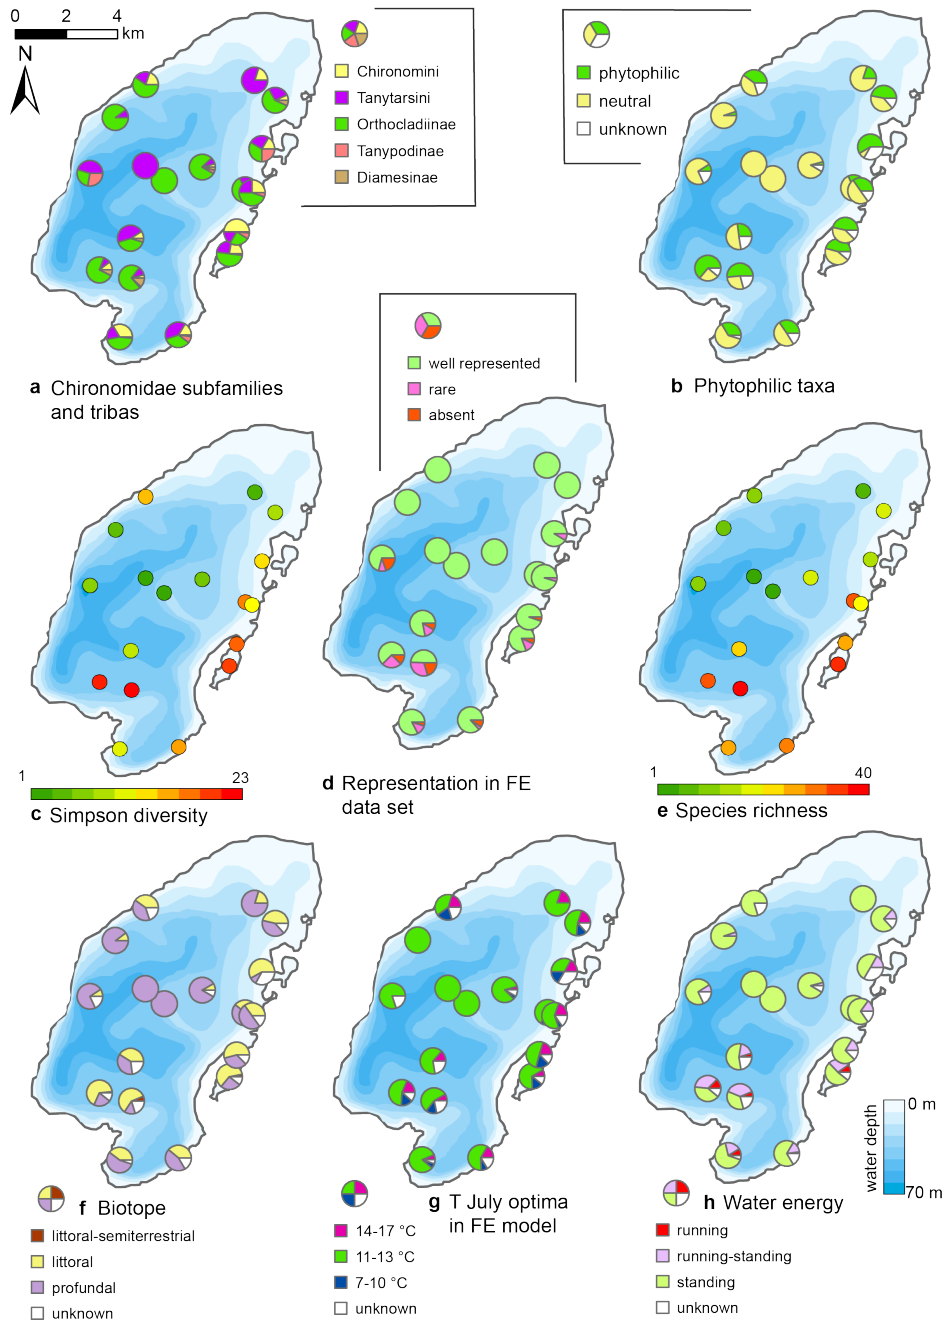 0 2 4
km
N
Chironomini
Tanytarsini
Orthocladiinae
Tanypodinae
Diamesinae
phytophilic
neutral
unknown
a Chironomidae subfamilies
and tribas
b Phytophilic taxa
well represented
rare
absent
1 23
c Simpson diversity
d Representation in FE
data set
1 40
e Species richness
0 m
water depth
70 m
f Biotope
littoral-semiterrestrial
littoral
profundal
unknown
g T July optima
in FE model
14-17 °C
11-13 °C
7-10 °C
unknown
h Water energy
running
running-standing
standing
unknown